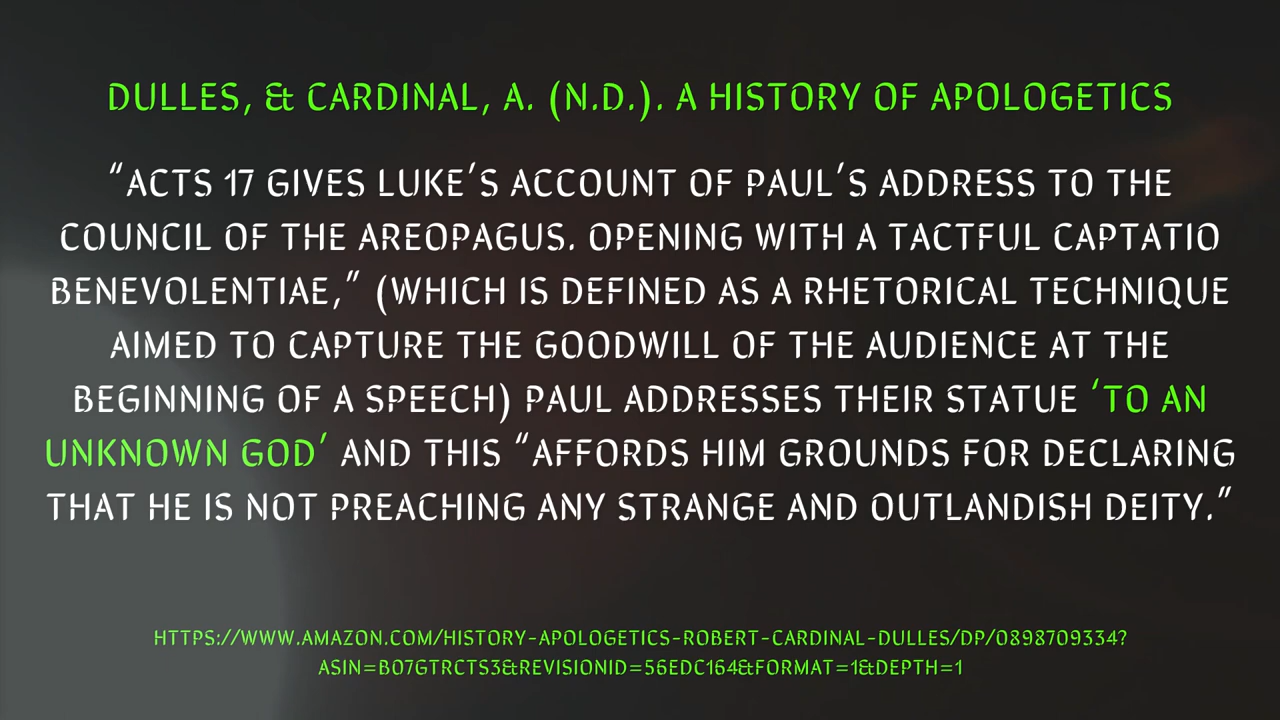 DULLES, & CARDINAL, A. (N.D.). A HISTORY OF APOLOGETICS
“ACTS 17 GIVES LUKE’S ACCOUNT OF PAUL’S ADDRESS TO THE
COUNCIL OF THE AREOPAGUS. OPENING WITH A TACTFUL CAPTATIO
BENEVOLENTIAE,” (WHICH IS DEFINED AS A RHETORICAL TECHNIQUE
AIMED TO CAPTURE THE GOODWILL OF THE AUDIENCE AT THE
BEGINNING OF A SPEECH) PAUL ADDRESSES THEIR STATUE ‘TO AN
UNKNOWN GOD’ AND THIS “AFFORDS HIM GROUNDS FOR DECLARING
THAT HE IS NOT PREACHING ANY STRANGE AND OUTLANDISH DEITY.”
HTTPS://WWW.AMAZON.COM/HISTORY-APOLOGETICS-ROBERT-CARDINAL-DULLES/DP/0898709334?
ASIN=B07GTRCTS3&REVISIONID=56EDC164&FORMAT=1&DEPTH=1